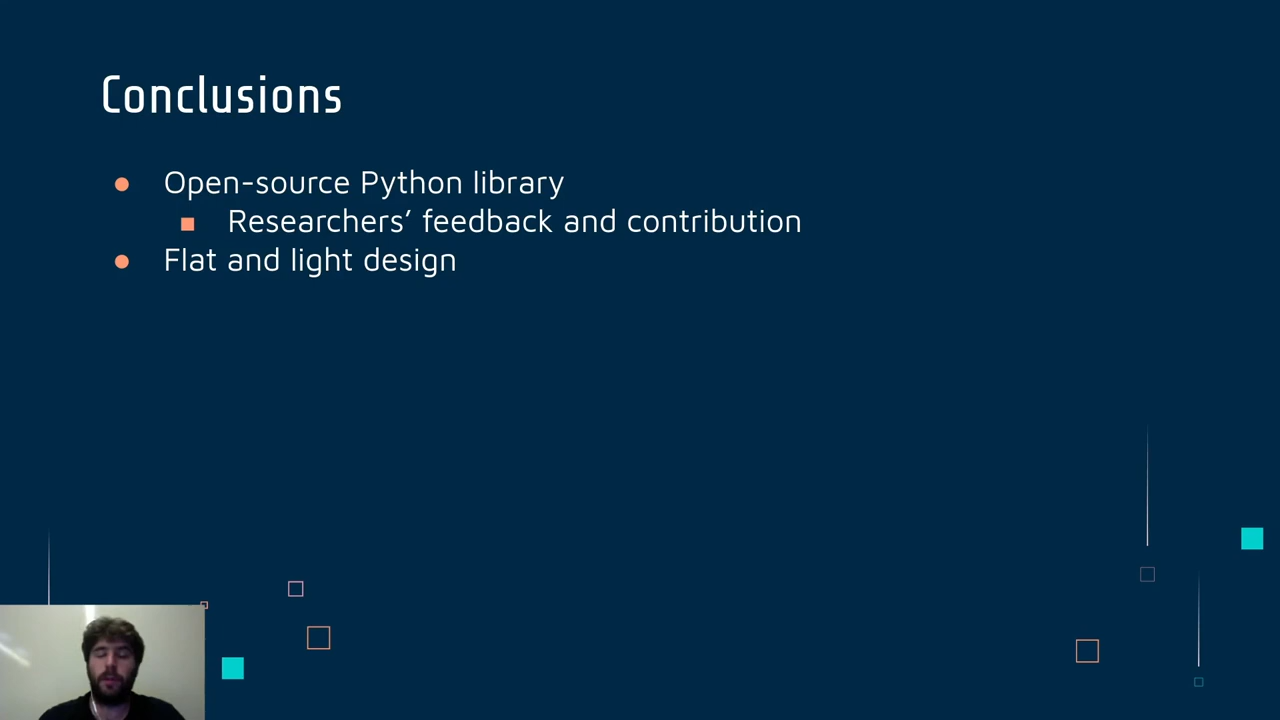 Conclusions
Open-source Python library
Researchers’ feedback and contribution
Flat and light design